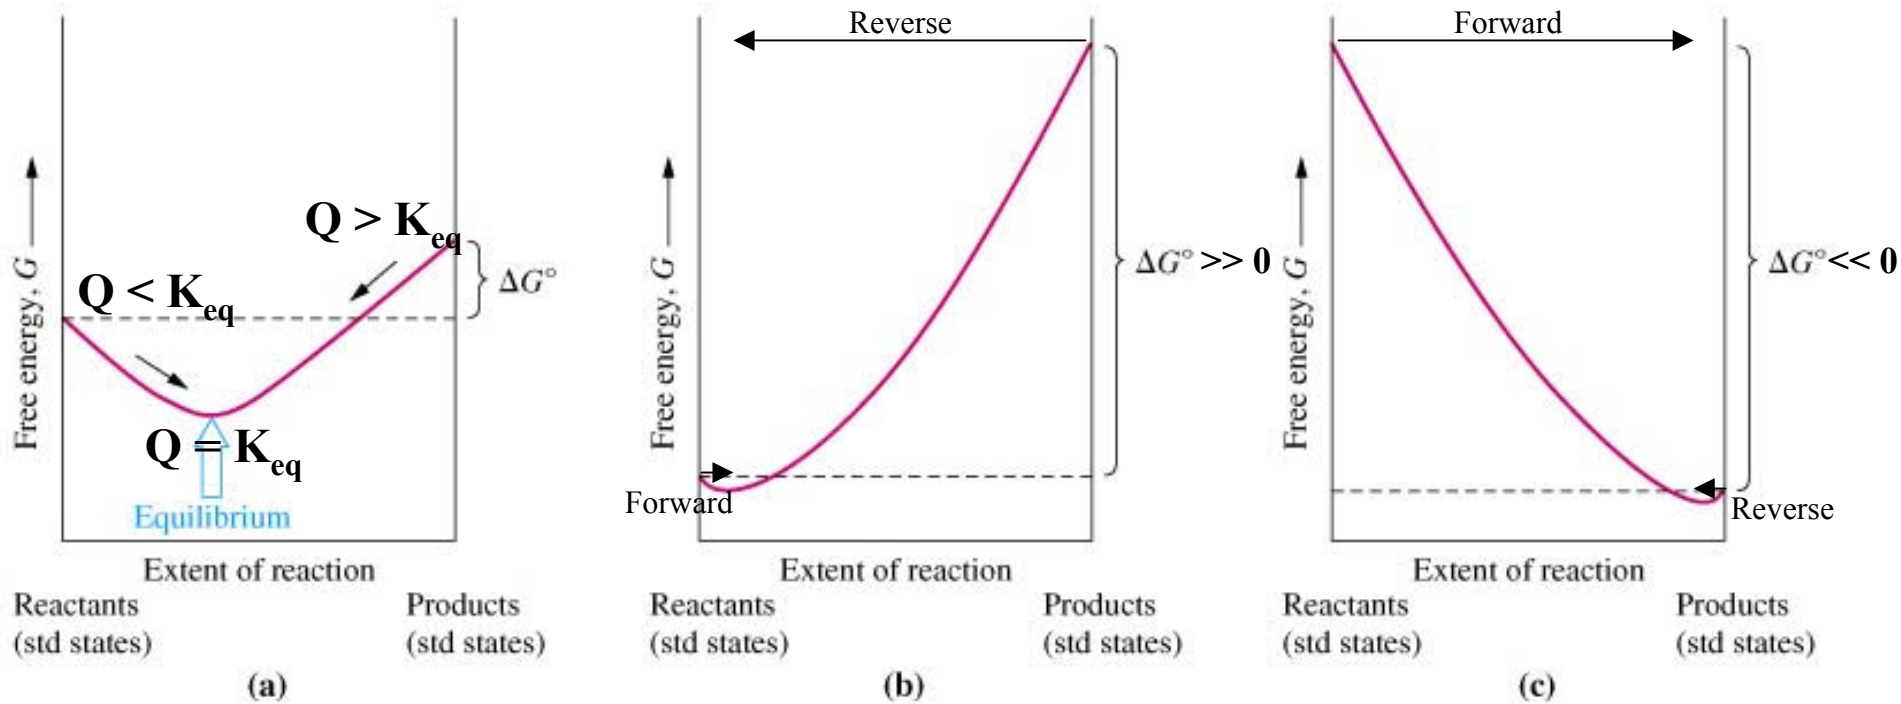 Q > Keq
Q < Keq
ΔG°
Q = Keq
Equilibrium
Free energy, G
Extent of reaction
Reactants
(std states)
Products
(std states)
(a)
Reverse
ΔG° >> 0
Forward
Free energy, G
Extent of reaction
Reactants
(std states)
Products
(std states)
(b)
Forward
ΔG° << 0
Reverse
Free energy, G
Extent of reaction
Reactants
(std states)
Products
(std states)
(c)